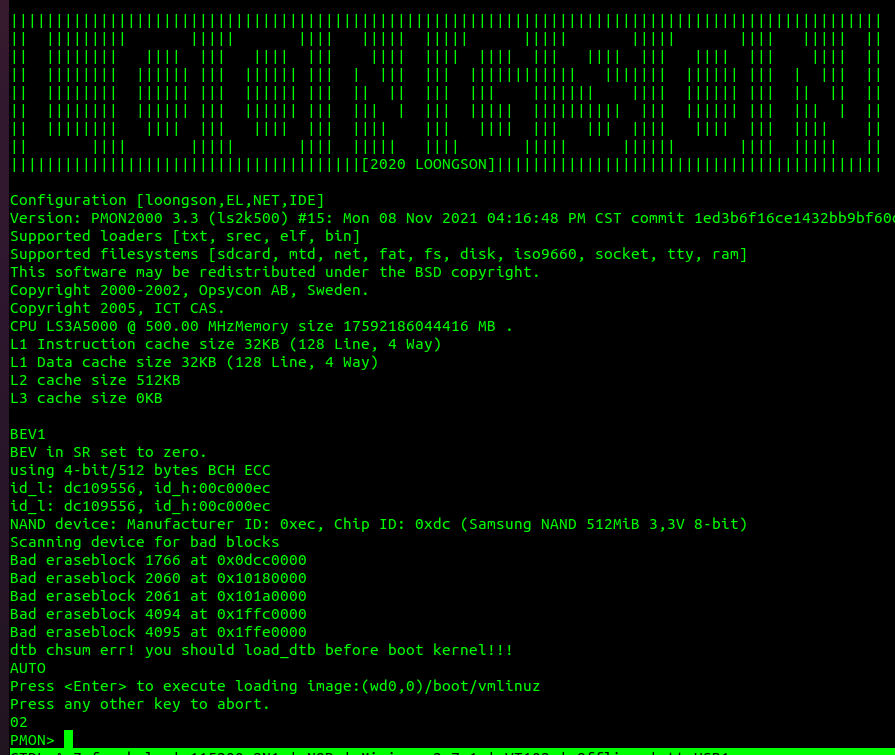 [2020 LOONGSON]
Configuration [loongson,EL,NET,IDE]
Version: PMON2000 3.3 (ls2k500) #15: Mon 08 Nov 2021 04:16:48 PM CST commit 1ed3b6f16ce1432bb9bf60
Supported loaders [txt, srec, elf, bin]
Supported filesystems [sdcard, mtd, net, fat, fs, disk, iso9660, socket, tty, ram]
This software may be redistributed under the BSD copyright.
Copyright 2000-2002, Opsycon AB, Sweden.
Copyright 2005, ICT CAS.
CPU LS3A5000 @ 500.00 MHzMemory size 17592186044416 MB .
L1 Instruction cache size 32KB (128 Line, 4 Way)
L1 Data cache size 32KB (128 Line, 4 Way)
L2 cache size 512KB
L3 cache size 0KB
BEV1
BEV in SR set to zero.
using 4-bit/512 bytes BCH ECC
id_l: dc109556, id_h:00c000ec
id_l: dc109556, id_h:00c000ec
NAND device: Manufacturer ID: 0xec, Chip ID: 0xdc (Samsung NAND 512MiB 3,3V 8-bit)
Scanning device for bad blocks
Bad eraseblock 1766 at 0x0dcc0000
Bad eraseblock 2060 at 0x10180000
Bad eraseblock 2061 at 0x101a0000
Bad eraseblock 4094 at 0x1ffc0000
Bad eraseblock 4095 at 0x1ffe0000
dtb chsum err! you should load_dtb before boot kernel!!!
AUTO
Press <Enter> to execute loading image:(wd0,0)/boot/vmlinuz
Press any other key to abort.
02
PMON>